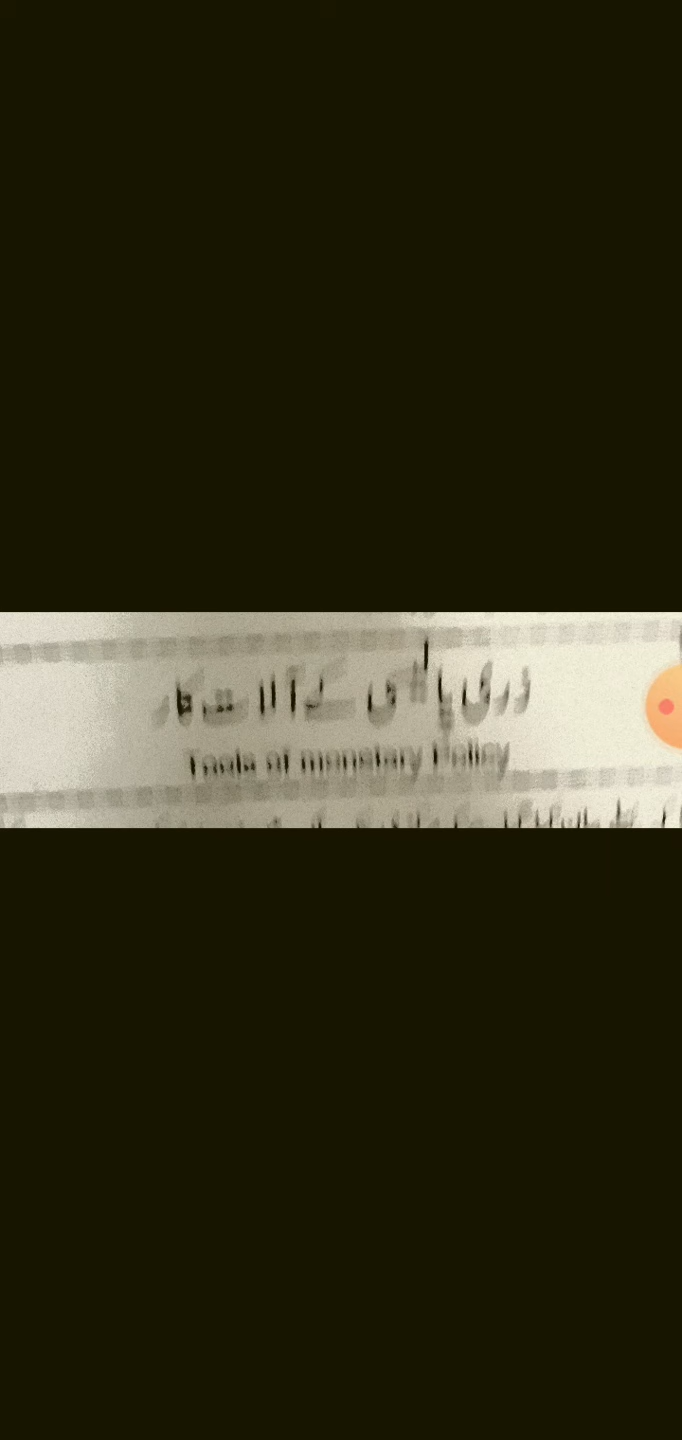 زری پالیسی کے آلات کار
Tools of monetary Policy